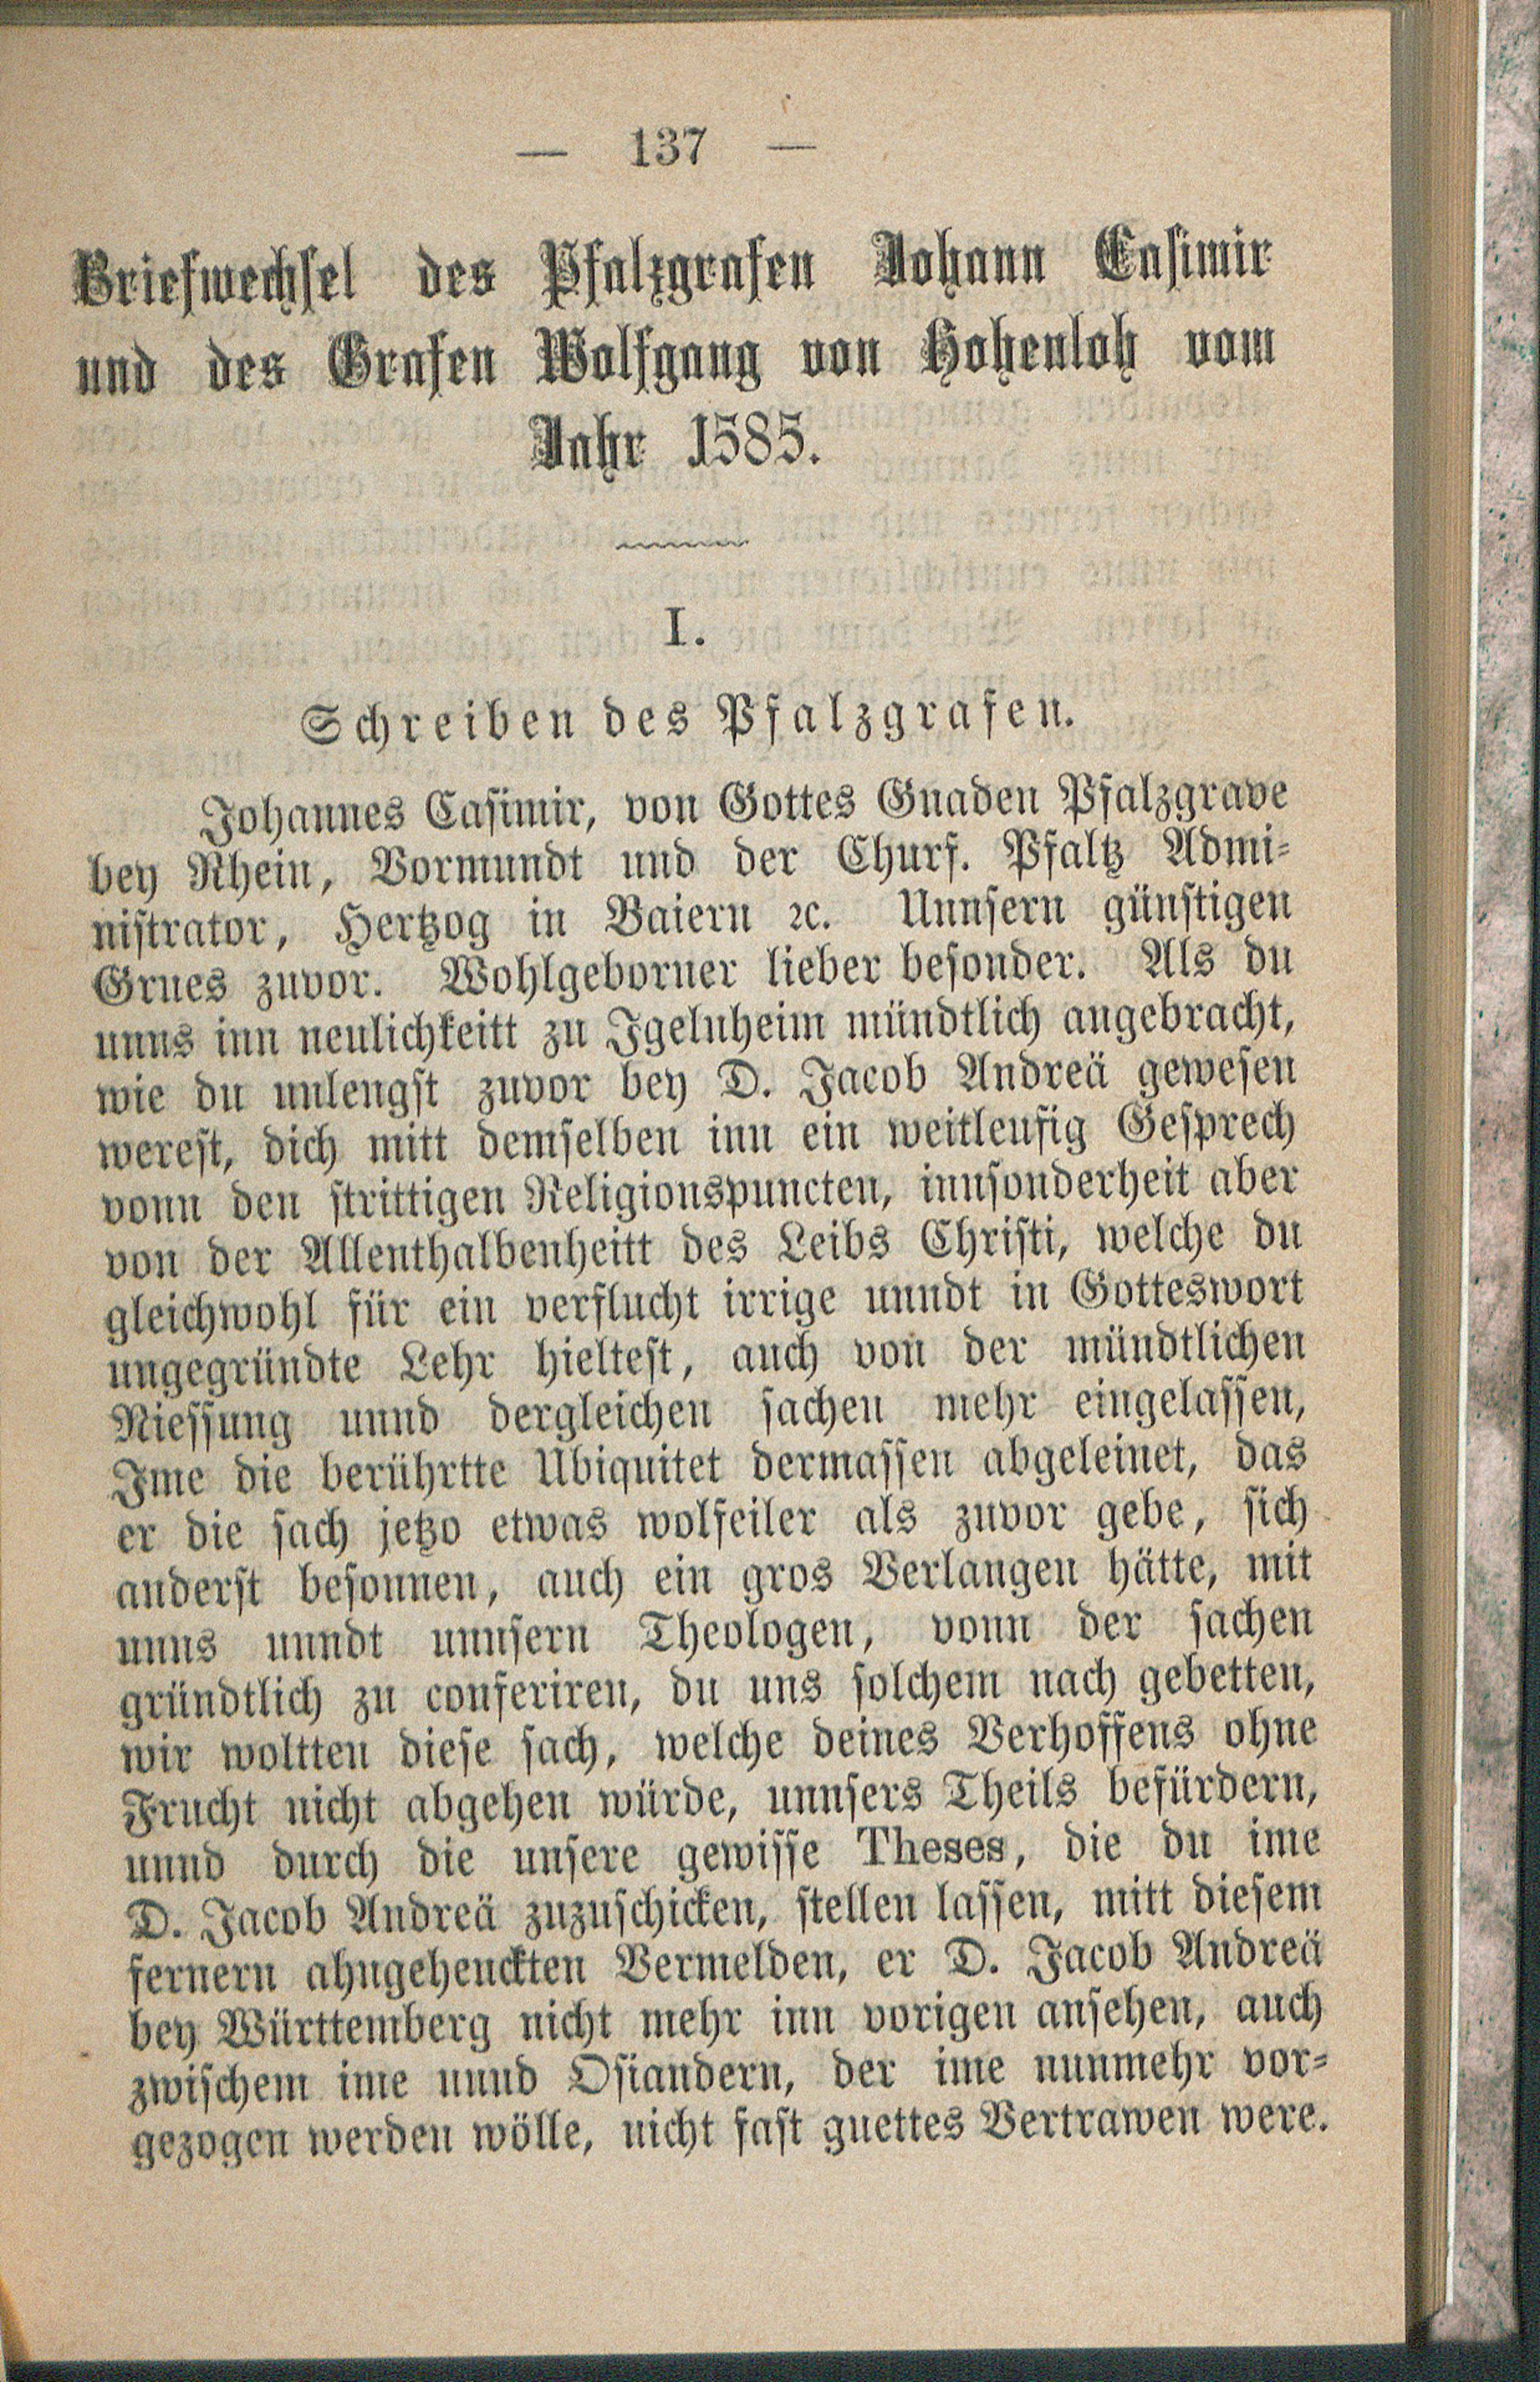 — 137 —
Briefwechsel des Pfalzgrafen Johann Casimir
und des Grafen Wolfgang von Hohenloh vom
Jahr 1585.
I.
Schreiben des Pfalzgrafen.
Johannes Casimir, von Gottes Gnaden Pfalzgrave
bey Rhein, Vormundt und der Churf. Pfaltz Admi-
nistrator, Hertzog in Baiern ꝛc. Unnsern günstigen
Grues zuvor. Wohlgeborner lieber besonder. Als du
unns inn neulichkeitt zu Igelnheim mündtlich angebracht,
wie du unlengst zuvor bey D. Jacob Andreä gewesen
werest, dich mitt demselben inn ein weitleufig Gesprech
vonn den strittigen Religionspuncten, innsonderheit aber
von der Allenthalbenheitt des Leibs Christi, welche du
gleichwohl für ein verflucht irrige unndt in Gotteswort
ungegründte Lehr hieltest, auch von der mündtlichen
Niessung unnd dergleichen sachen mehr eingelassen,
Ime die berührtte Ubiquitet dermassen abgeleinet, das
er die sach jetzo etwas wolfeiler als zuvor gebe, sich
anderst besonnen, auch ein gros Verlangen hätte, mit
unns unndt unnsern Theologen, vonn der sachen
gründtlich zu conferiren, du uns solchem nach gebetten,
wir woltten diese sach, welche deines Verhoffens ohne
Frucht nicht abgehen würde, unnsers Theils befürdern,
unnd durch die unsere gewisse Theses, die du ime
D. Jacob Andreä zuzuschicken, stellen lassen, mitt diesem
fernern ahngehenckten Vermelden, er D. Jacob Andreä
bey Württemberg nicht mehr inn vorigen ansehen, auch
zwischem ime unnd Osiandern, der ime nunmehr vor-
gezogen werden wölle, nicht fast guettes Vertrawen were.